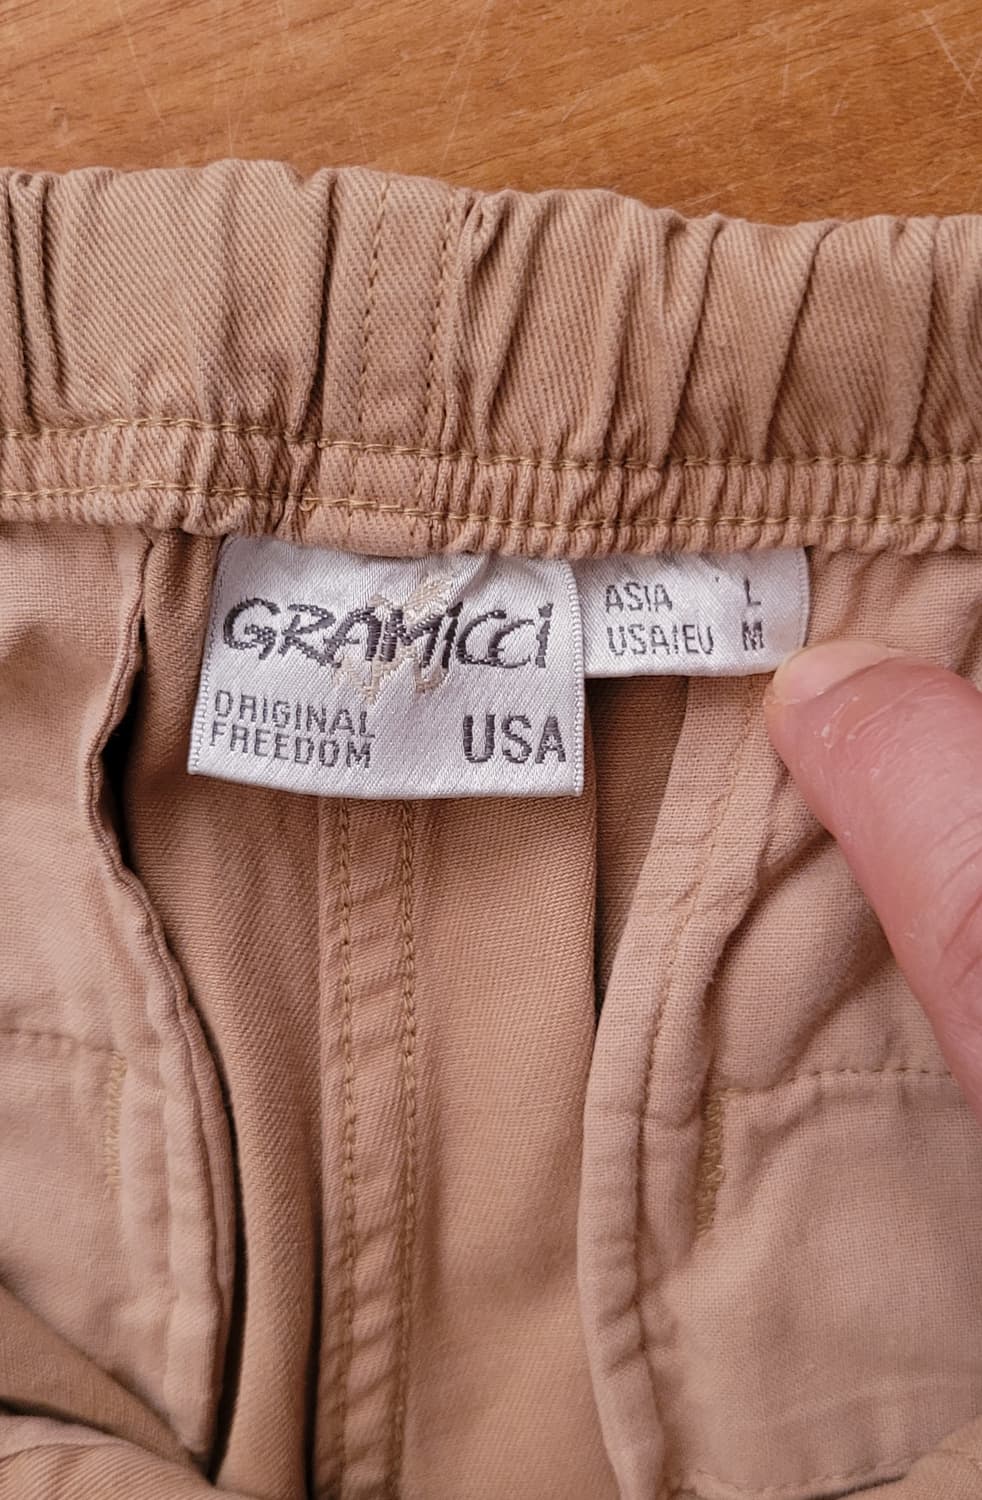 GRAMICCI
ORIGINAL
FREEDOM
USA
ASIA L
USA/EU M